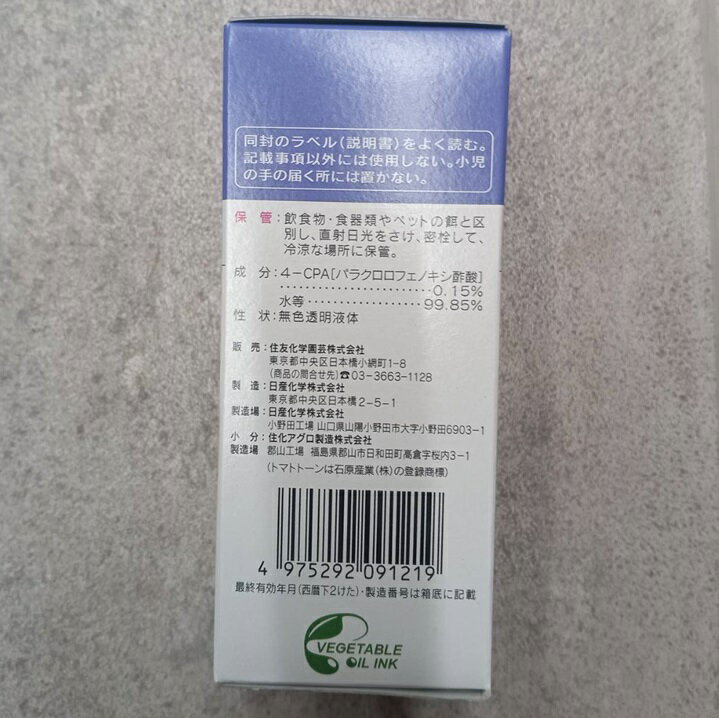 同封のラベル(説明書)をよく読む。
記載事項以外には使用しない。小児
の手の届く所には置かない。
保 管:飲食物・食器類やペットの餌と区
別し、直射日光をさけ、密栓して、
冷涼な場所に保管。
成 分:4-CPA[パラクロロフェノキシ酢酸]
……………………0.15%
水等………………99.85%
性 状:無色透明液体
販 売:住友化学園芸株式会社
東京都中央区日本橋小網町1-8
(商品の問合せ先)☎03-3663-1128
製 造:日産化学株式会社
東京都中央区日本橋2-5-1
製造場:日産化学株式会社
小野田工場 山口県山陽小野田市大字小野田6903-1
小 分:住化アグロ製造株式会社
製造場 郡山工場 福島県郡山市日和田町高倉字桜内3-1
(トマトトーンは石原産業(株)の登録商標)
4 975292 091219
最終有効年月(西暦下2けた)・製造番号は箱底に記載
VEGETABLE
OIL INK